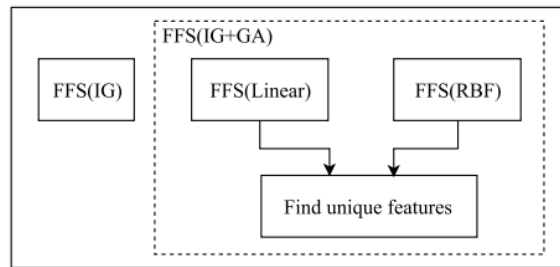 FFS(IG+GA)
FFS(IG)
FFS(Linear)
FFS(RBF)
Find unique features